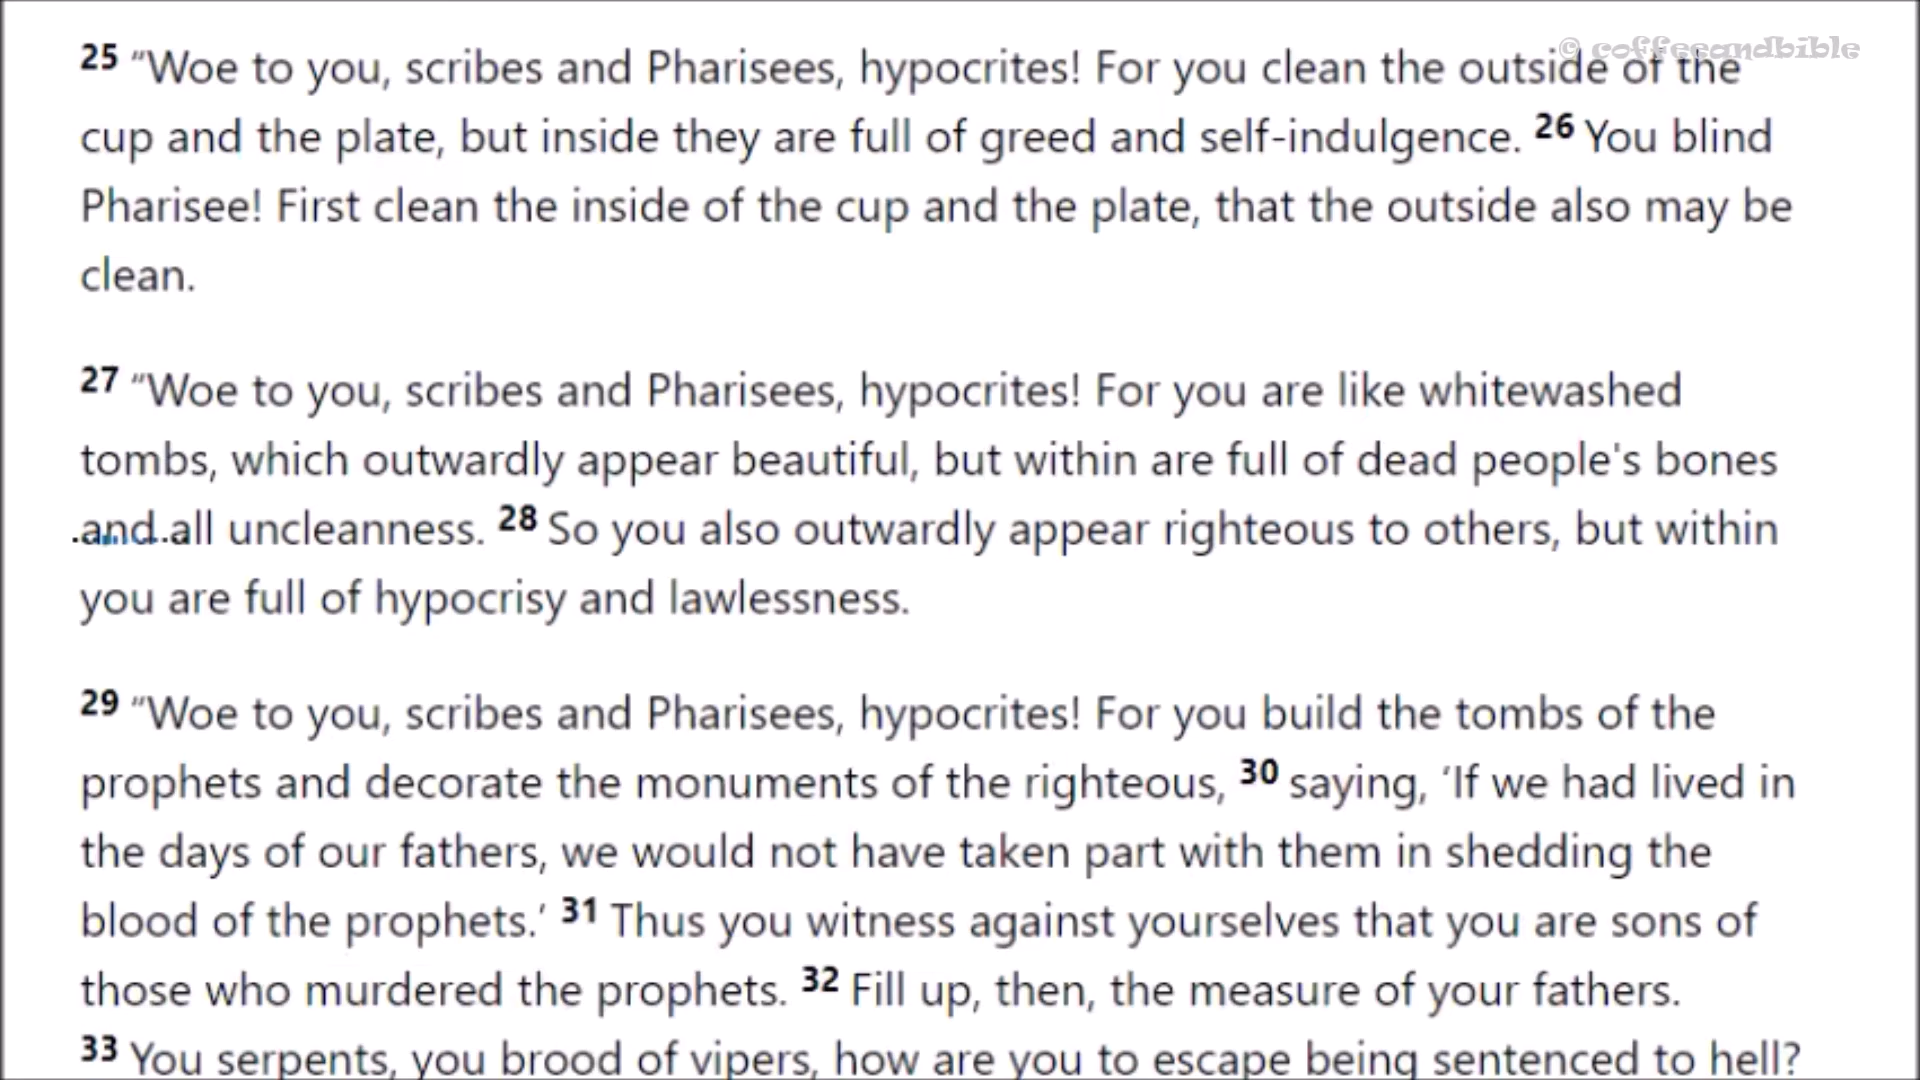 © coffeeandbible
25 “Woe to you, scribes and Pharisees, hypocrites! For you clean the outside of the
cup and the plate, but inside they are full of greed and self-indulgence. 26 You blind
Pharisee! First clean the inside of the cup and the plate, that the outside also may be
clean.
27 “Woe to you, scribes and Pharisees, hypocrites! For you are like whitewashed
tombs, which outwardly appear beautiful, but within are full of dead people's bones
and all uncleanness. 28 So you also outwardly appear righteous to others, but within
you are full of hypocrisy and lawlessness.
29 “Woe to you, scribes and Pharisees, hypocrites! For you build the tombs of the
prophets and decorate the monuments of the righteous, 30 saying, ‘If we had lived in
the days of our fathers, we would not have taken part with them in shedding the
blood of the prophets.’ 31 Thus you witness against yourselves that you are sons of
those who murdered the prophets. 32 Fill up, then, the measure of your fathers.
33 You serpents, you brood of vipers, how are you to escape being sentenced to hell?